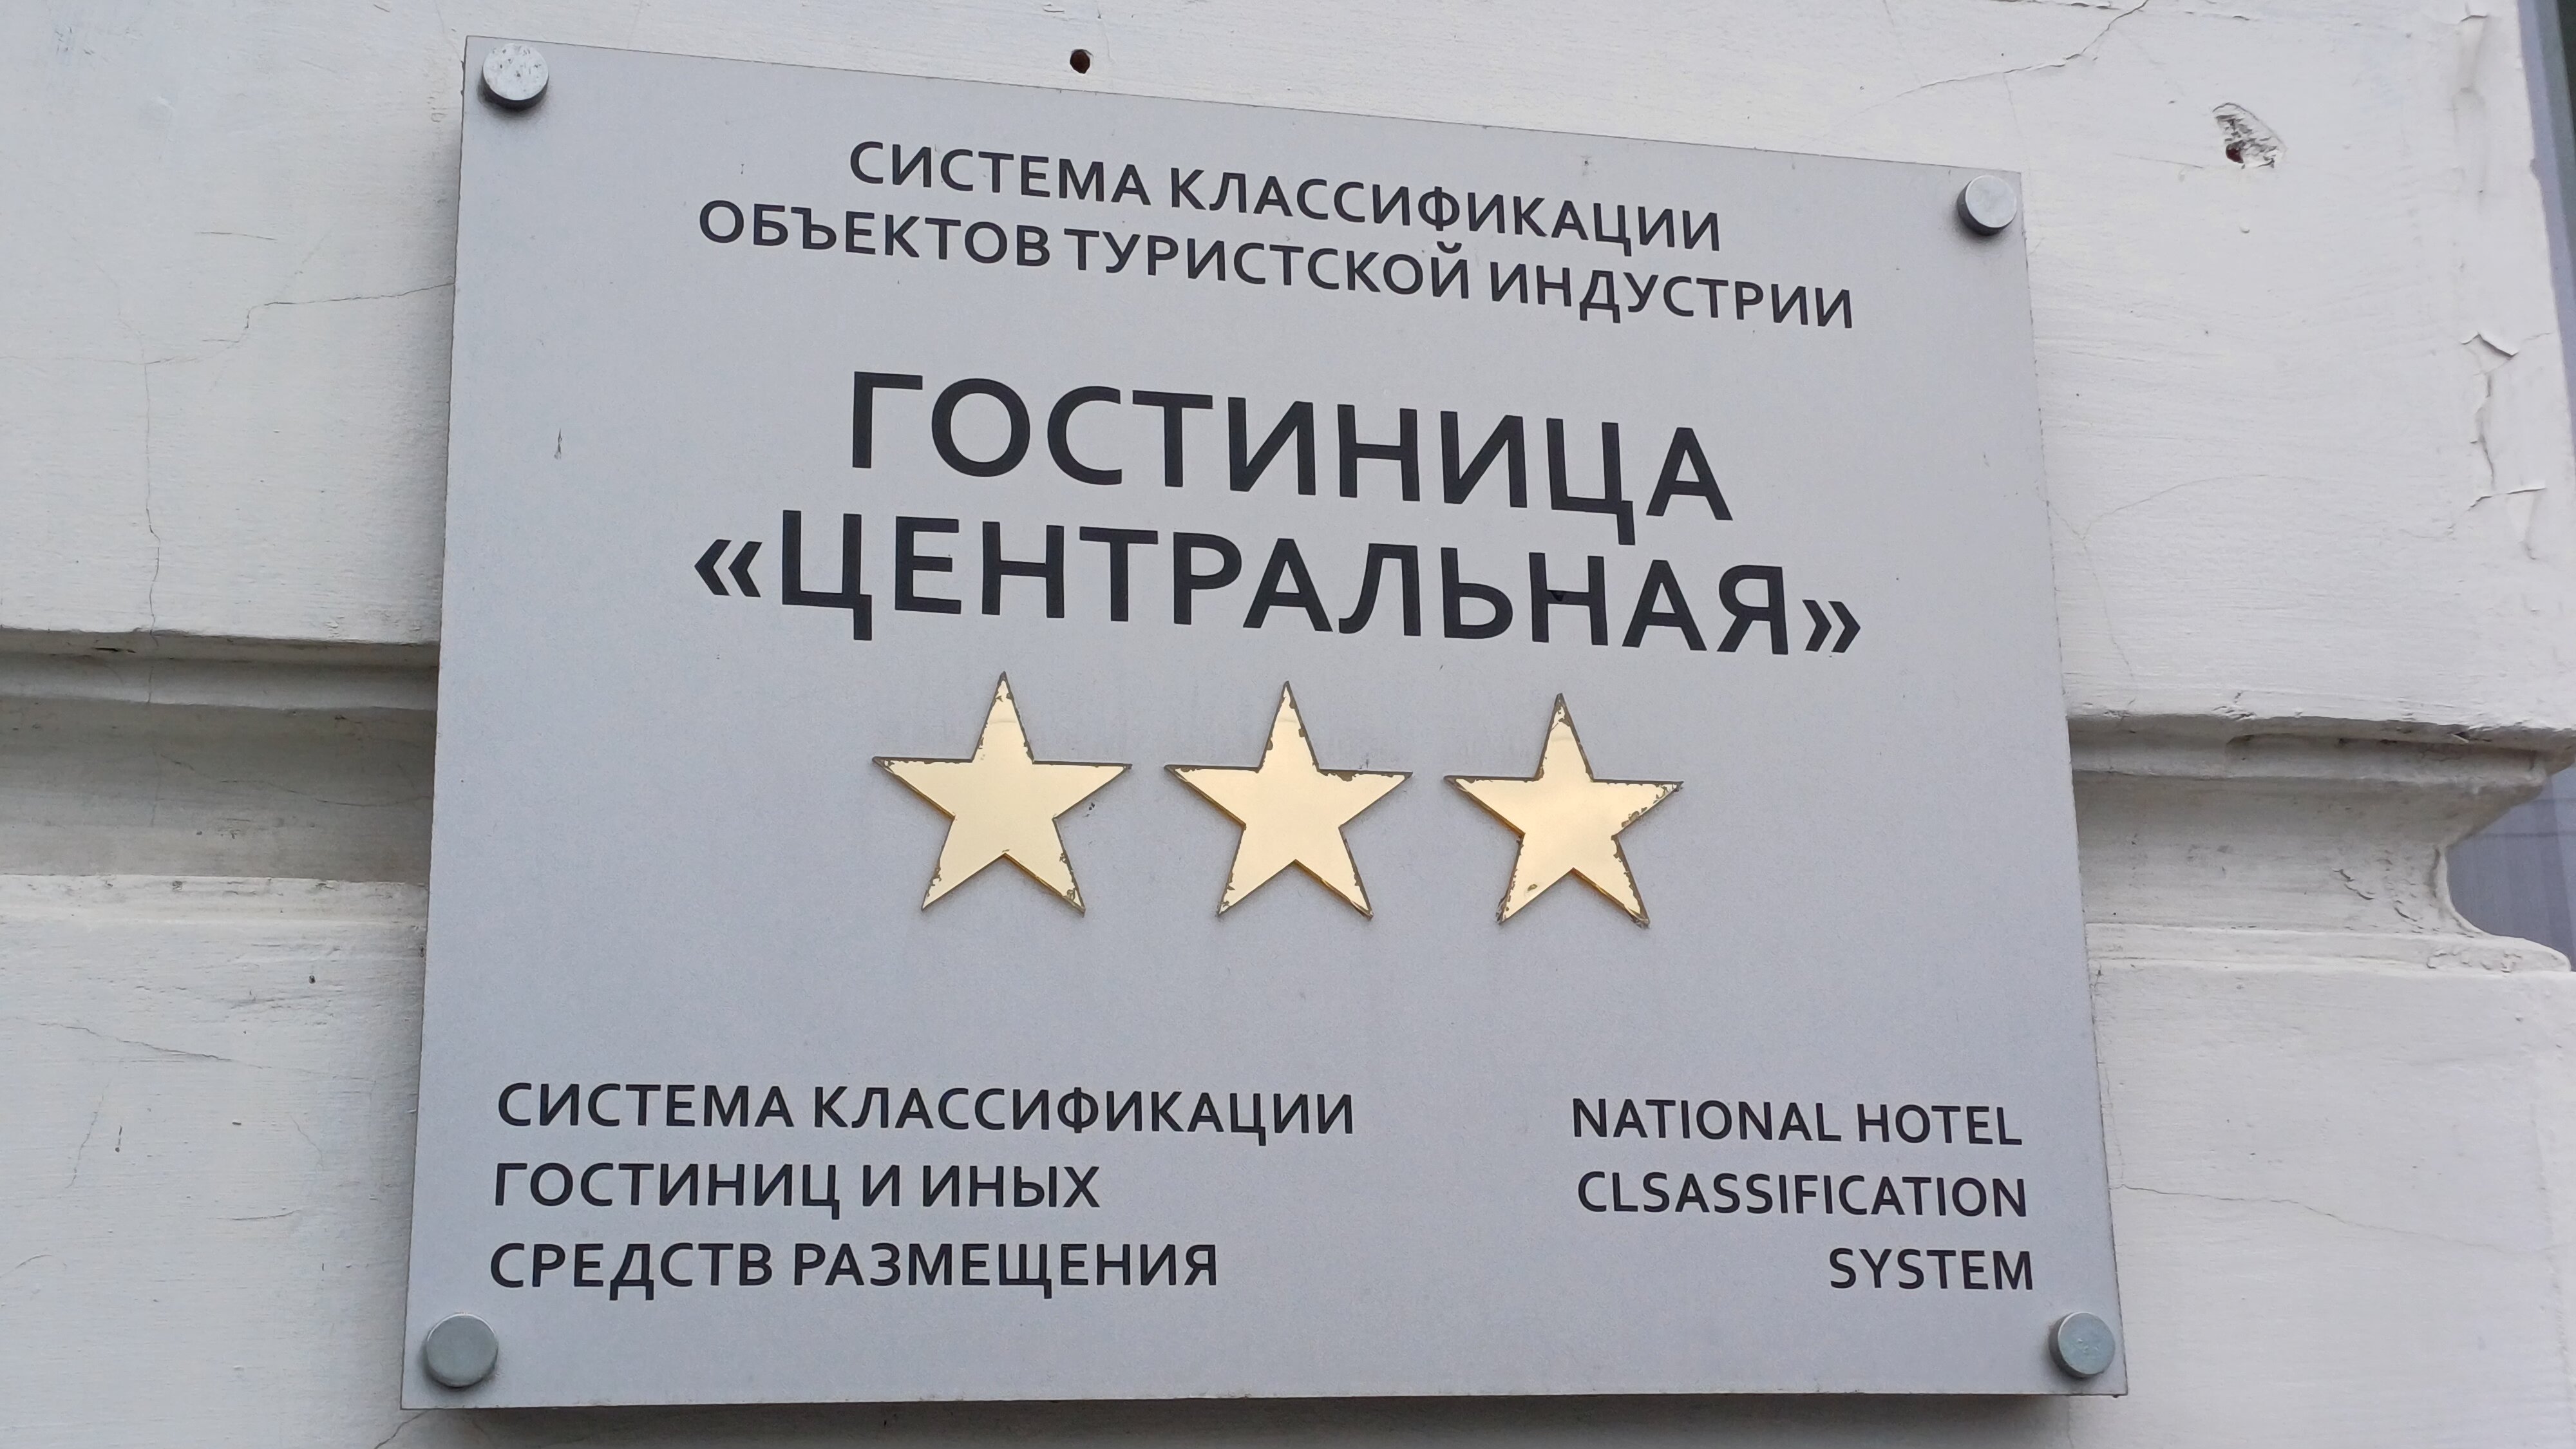 СИСТЕМА КЛАССИФИКАЦИИ
ОБЪЕКТОВ ТУРИСТСКОЙ ИНДУСТРИИ
ГОСТИНИЦА
«ЦЕНТРАЛЬНАЯ»
СИСТЕМА КЛАССИФИКАЦИИ
ГОСТИНИЦ И ИНЫХ
СРЕДСТВ РАЗМЕЩЕНИЯ
NATIONAL HOTEL
CLSASSIFICATION
SYSTEM